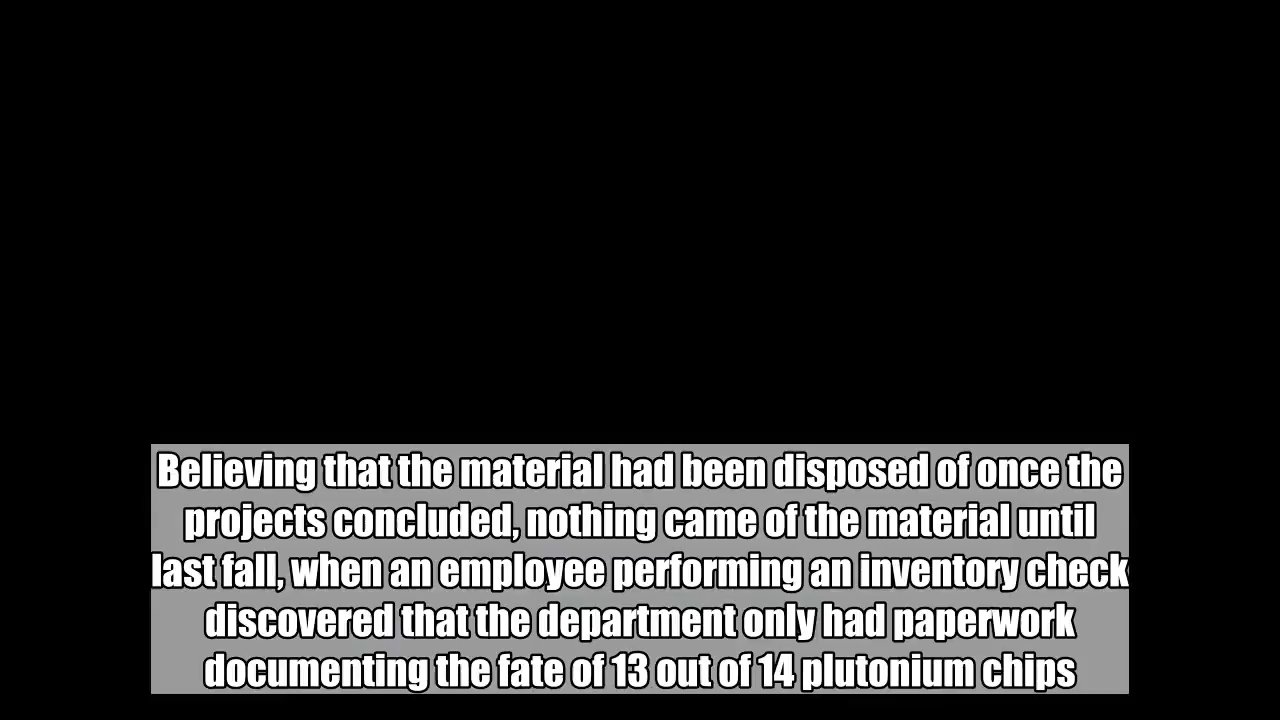 Believing that the material had been disposed of once the
projects concluded, nothing came of the material until
last fall, when an employee performing an inventory check
discovered that the department only had paperwork
documenting the fate of 13 out of 14 plutonium chips